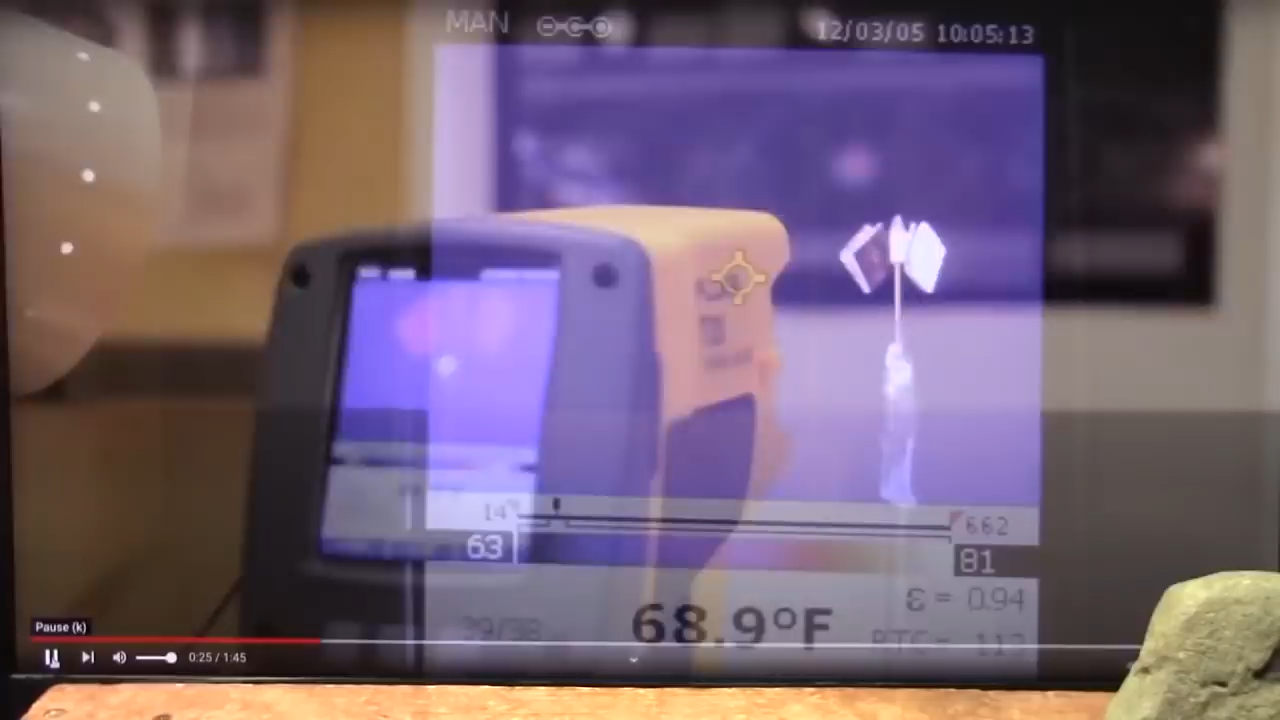 MAN
12/03/05 10:05:13
14
662
63
81
ε = 0.94
68.9°F
Pause (k)
0:25 / 1:45